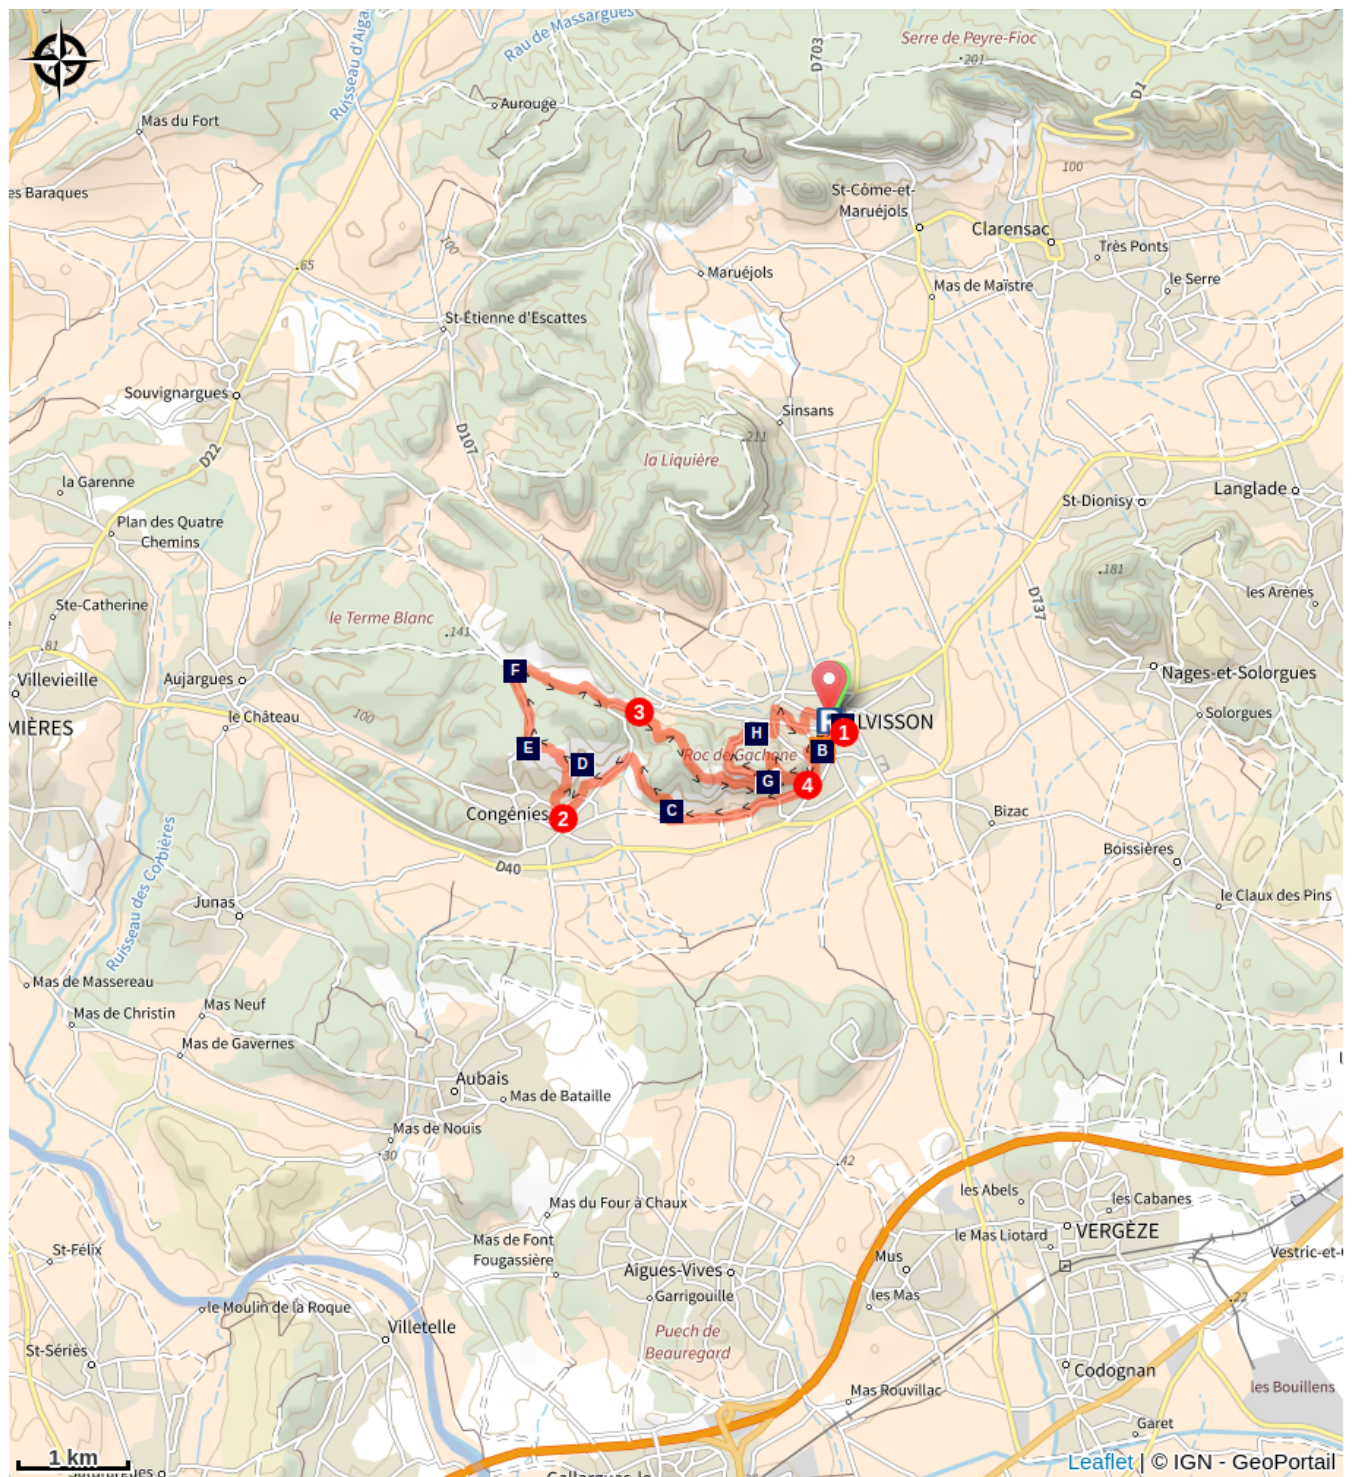 Rau de Massargues
Serre de Peyre-Fioc
201
D703
D1
Ruisseau d'Aiga
Aurouge
Mas du Fort
100
es Baraques
St-Côme-et-
Maruéjols
Clarensac
Très Ponts
100
65
Maruéjols
le Serre
Mas de Maïstre
St-Étienne d'Escattes
Souvignargues
Sinsans
211
D22
D107
la Liquière
la Garenne
St-Dionisy
Langlade
Plan des Quatre
Chemins
181
Ste-Catherine
D737
les Arènes
le Terme Blanc
141
81
Villevieille
Aujargues
F
Nages-et-Solorgues
MIÈRES
le Château
100
3
P
LVISSON
1
Solorgues
E
H
B
D
Roc de Gachone
G
4
C
Congénies
2
Bizac
D40
Boissières
le Claux des Pins
Junas
Ruisseau des Corbières
Mas de Massereau
Mas Neuf
Mas de Christin
Mas de Gavernes
Aubais
Mas de Bataille
Mas de Nouis
30
42
les Abels
les Cabanes
Mas du Four à Chaux
le Mas Liotard
VERGÈZE
Mas de Font
Fougassière
St-Félix
Mus
Vestric-et-
Aigues-Vives
les Mas
Garrigouille
22
le Moulin de la Roque
Villetelle
Puech de
Beauregard
St-Sériès
Codognan
Mas Rouvillac
les Bouillens
Garet
1 km
Leaflet | © IGN - GeoPortail